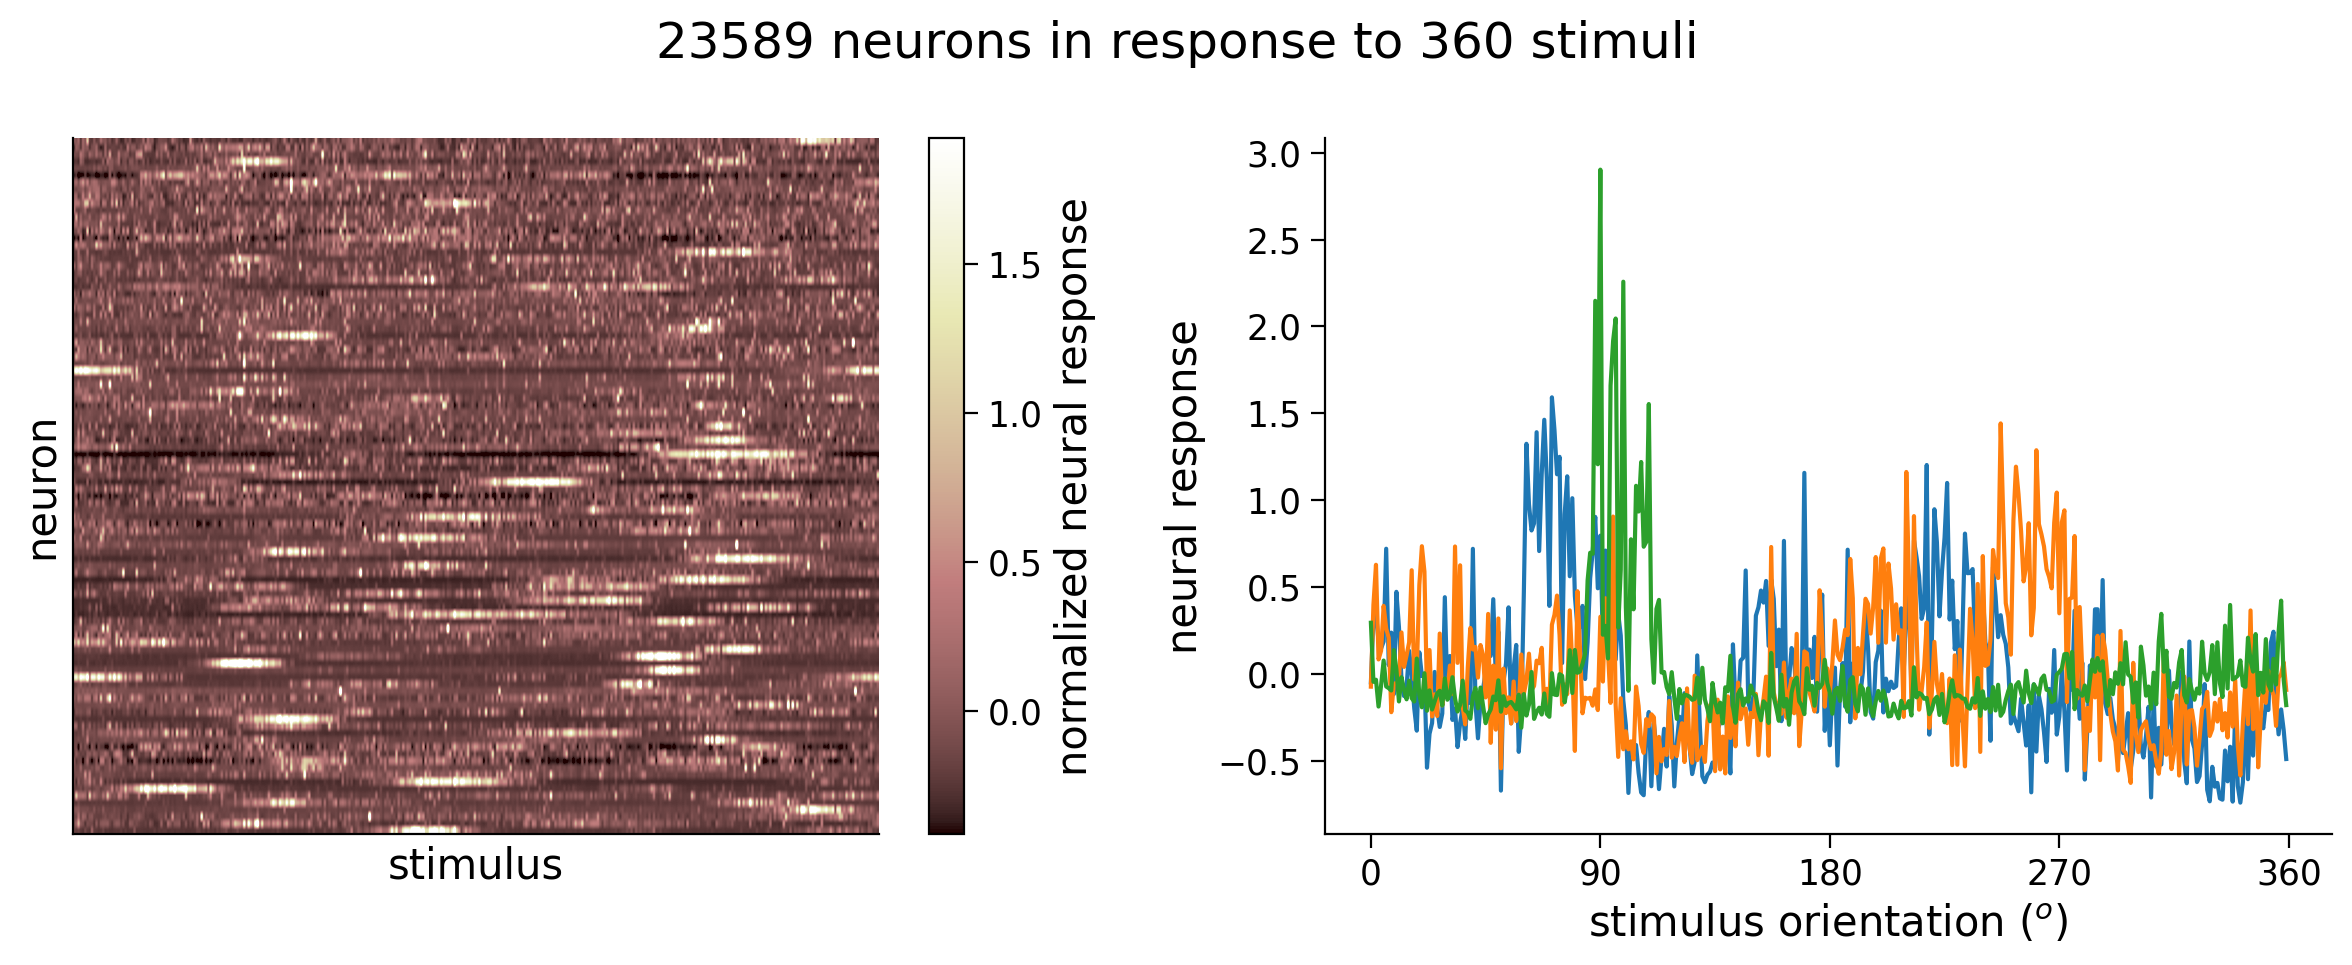 23589 neurons in response to 360 stimuli
neuron
stimulus
1.5
1.0
0.5
0.0
normalized neural response
3.0
2.5
2.0
1.5
1.0
0.5
0.0
−0.5
neural response
0 90 180 270 360
stimulus orientation (°)